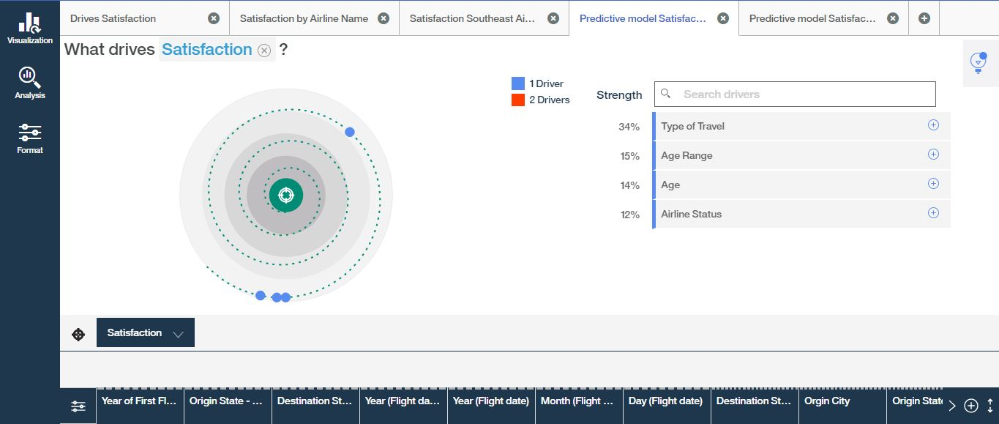 Visualization
Analysis
Format
Drives Satisfaction
Satisfaction by Airline Name
Satisfaction Southeast Ai...
Predictive model Satisfac...
Predictive model Satisfac...
What drives Satisfaction ?
1 Driver
2 Drivers
Strength
Search drivers
34% Type of Travel
15% Age Range
14% Age
12% Airline Status
Satisfaction
Year of First Fl...
Origin State - ...
Destination St...
Year (Flight da...
Year (Flight date)
Month (Flight ...
Day (Flight date)
Destination St...
Orgin City
Origin State